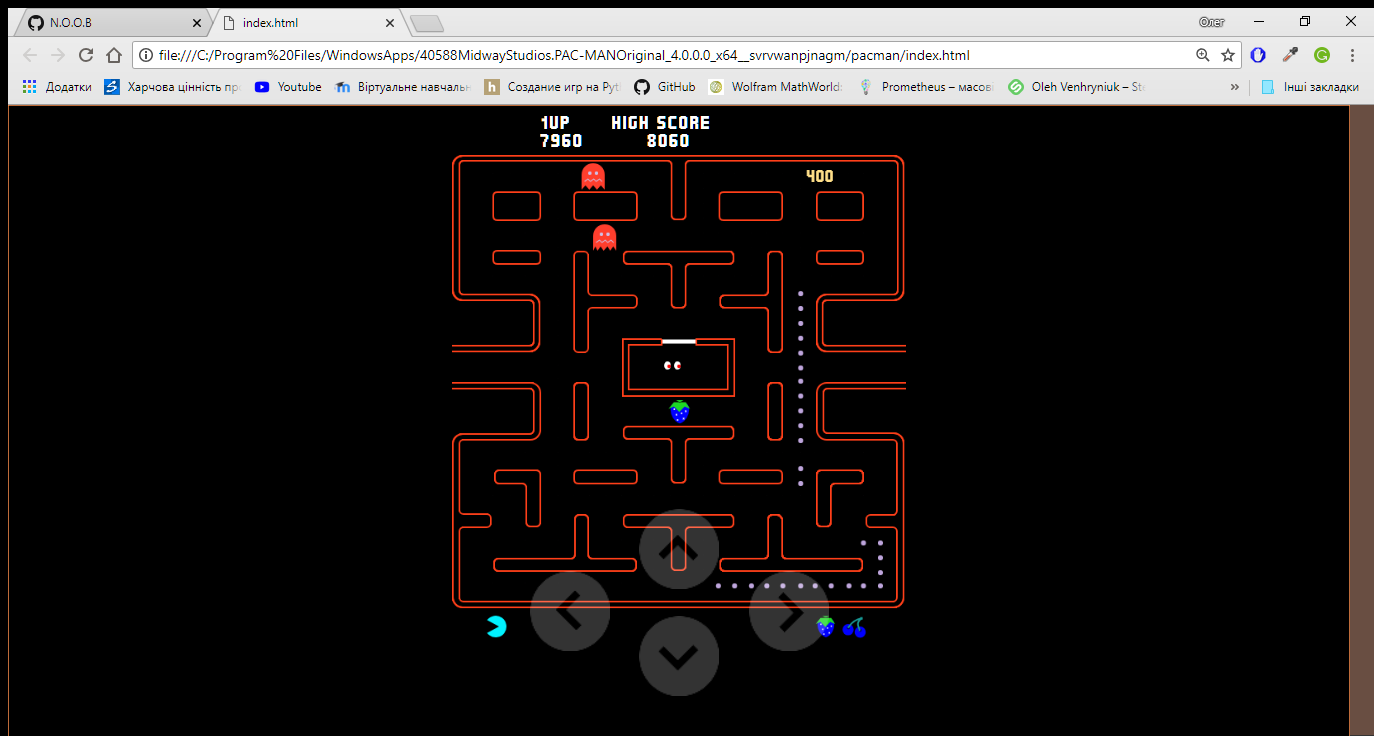 N.O.O.B
index.html
Олег
file:///C:/Program%20Files/WindowsApps/40588MidwayStudios.PAC-MANOriginal_4.0.0.0_x64__svrvwanpjnagm/pacman/index.html
Додатки
Харчова цінність про
Youtube
Віртуальне навчальн
Создание игр на Pyt
GitHub
Wolfram MathWorld:
Prometheus – масові
Oleh Venhryniuk – St
»
Інші закладки
1UP HIGH SCORE
7960 8060
400